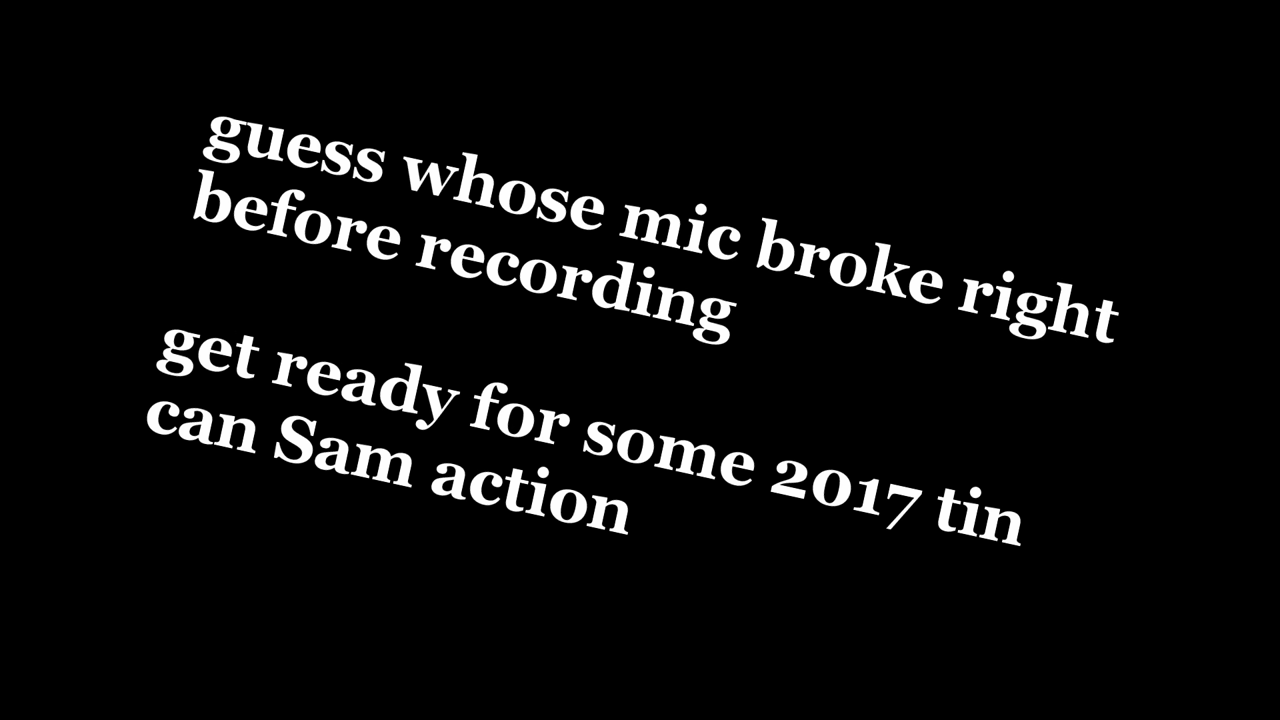 guess whose mic broke right
before recording
get ready for some 2017 tin
can Sam action